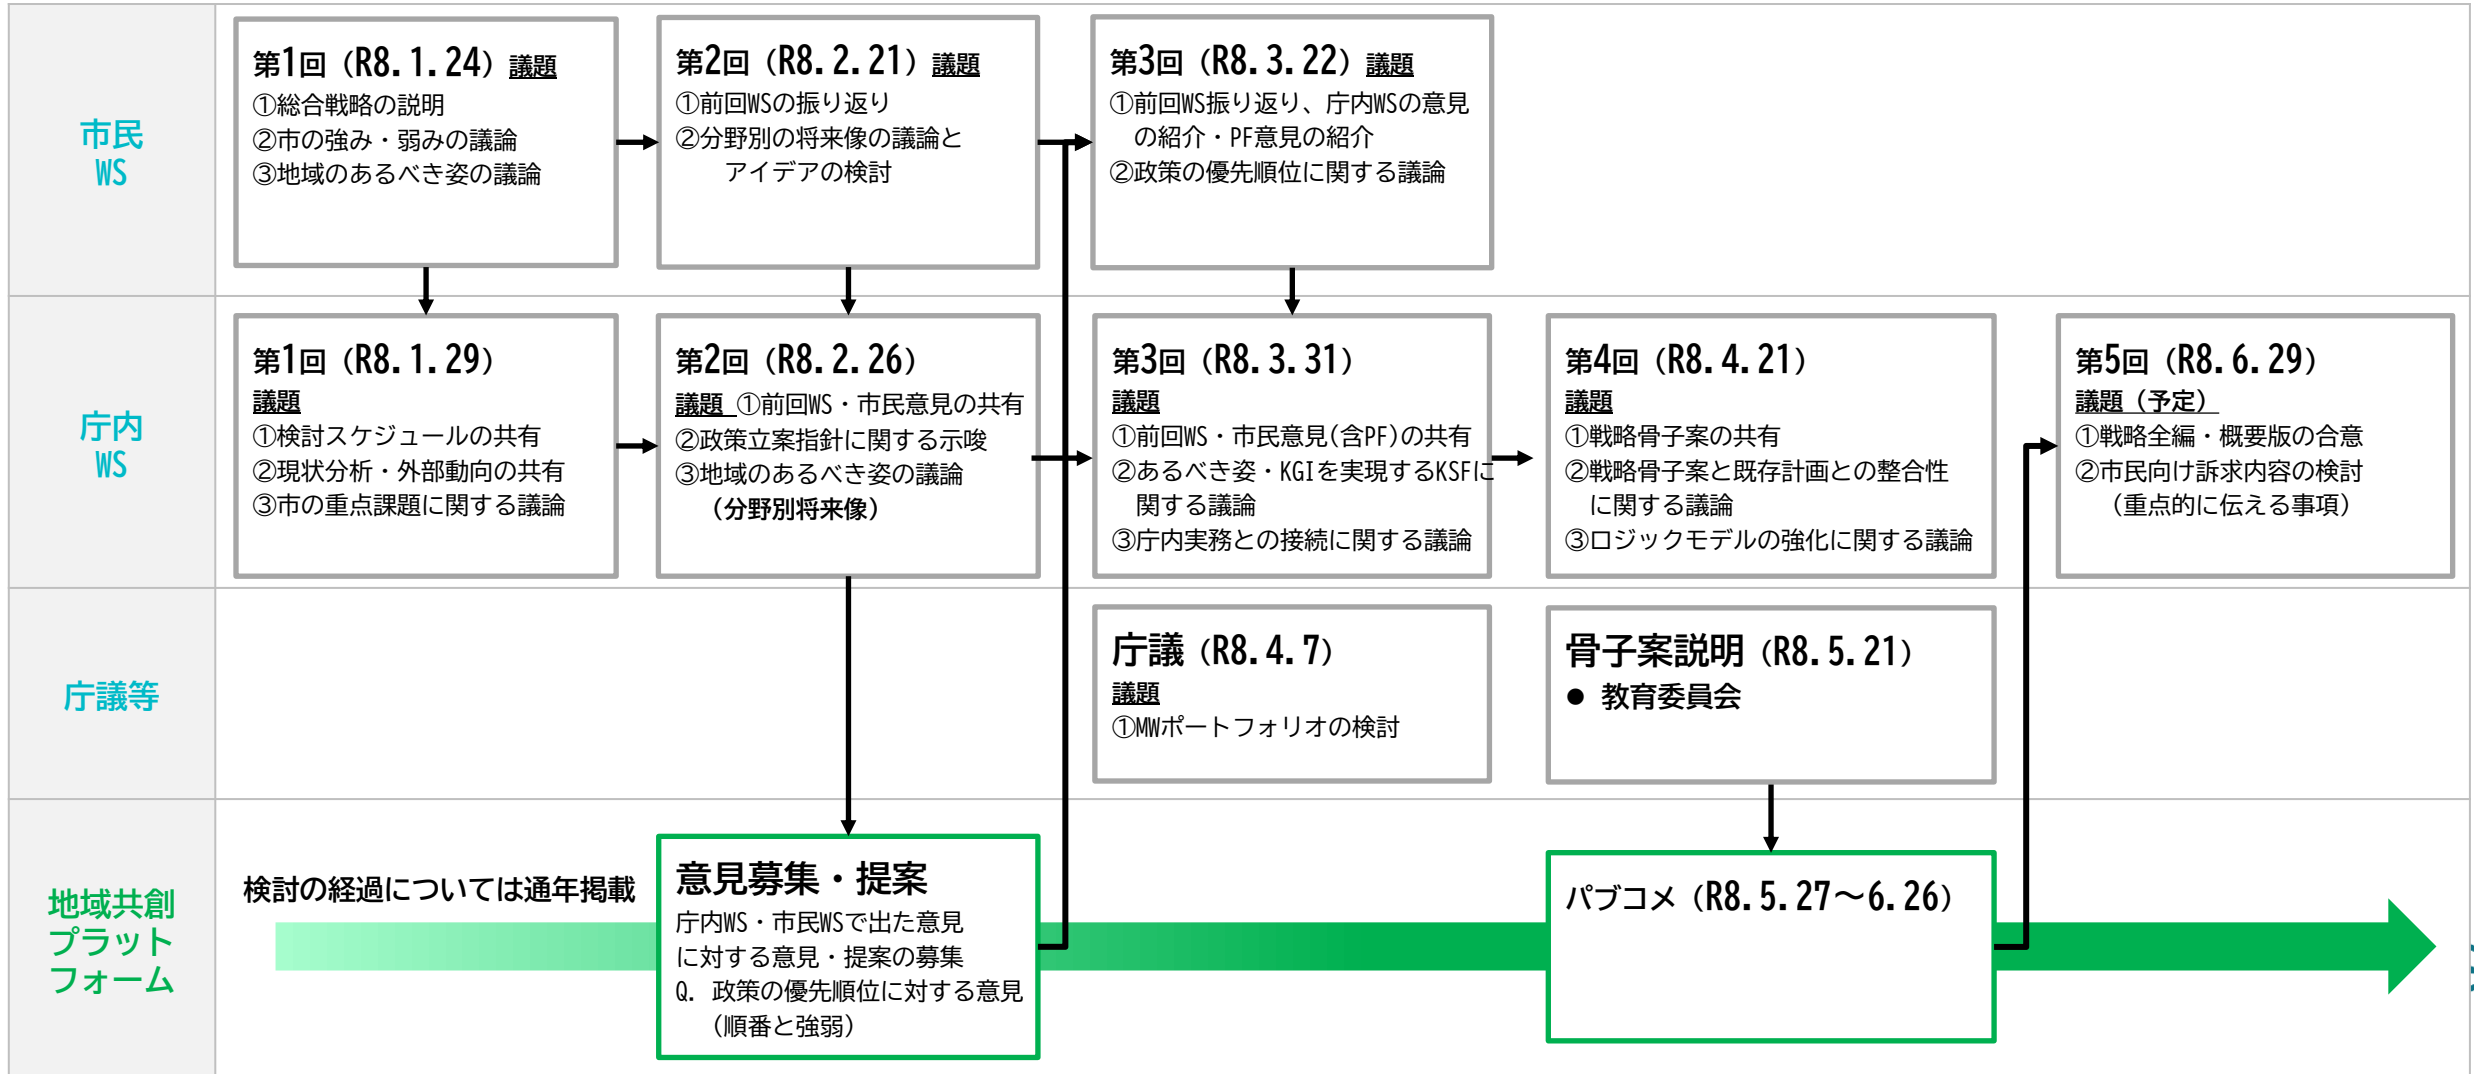 市民
WS
第1回（R8.1.24）議題
①総合戦略の説明
②市の強み・弱みの議論
③地域のあるべき姿の議論
第2回（R8.2.21）議題
①前回WSの振り返り
②分野別の将来像の議論と
アイデアの検討
第3回（R8.3.22）議題
①前回WS振り返り、庁内WSの意見
の紹介・PF意見の紹介
②政策の優先順位に関する議論
庁内
WS
第1回（R8.1.29）
議題
①検討スケジュールの共有
②現状分析・外部動向の共有
③市の重点課題に関する議論
第2回（R8.2.26）
議題 ①前回WS・市民意見の共有
②政策立案指針に関する示唆
③地域のあるべき姿の議論
（分野別将来像）
第3回（R8.3.31）
議題
①前回WS・市民意見(含PF)の共有
②あるべき姿・KGIを実現するKSFに
関する議論
③庁内実務との接続に関する議論
第4回（R8.4.21）
議題
①戦略骨子案の共有
②戦略骨子案と既存計画との整合性
に関する議論
③ロジックモデルの強化に関する議論
第5回（R8.6.29）
議題（予定）
①戦略全編・概要版の合意
②市民向け訴求内容の検討
（重点的に伝える事項）
庁議等
庁議（R8.4.7）
議題
①MWポートフォリオの検討
骨子案説明（R8.5.21）
● 教育委員会
地域共創
プラット
フォーム
検討の経過については通年掲載
意見募集・提案
庁内WS・市民WSで出た意見
に対する意見・提案の募集
Q. 政策の優先順位に対する意見
（順番と強弱）
パブコメ（R8.5.27～6.26）